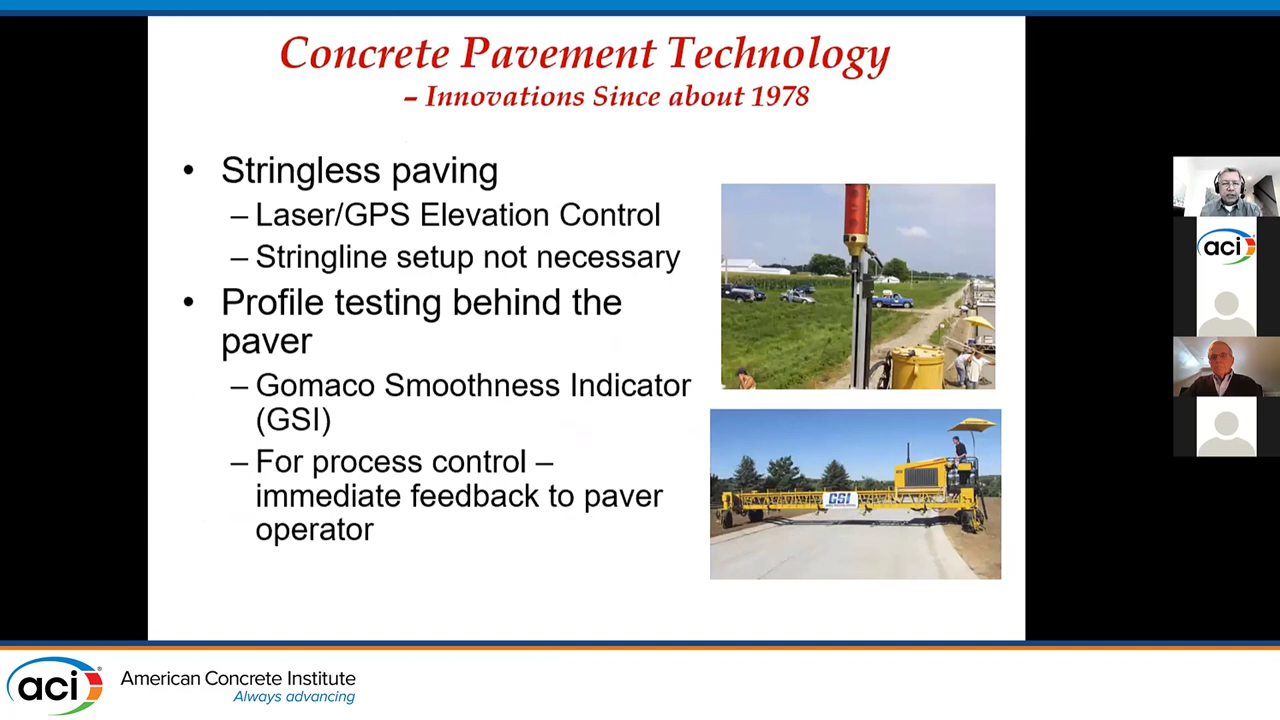 Concrete Pavement Technology
– Innovations Since about 1978
• Stringless paving
– Laser/GPS Elevation Control
– Stringline setup not necessary
• Profile testing behind the
paver
– Gomaco Smoothness Indicator
(GSI)
– For process control –
immediate feedback to paver
operator
GSI
aci
aci®
American Concrete Institute
Always advancing